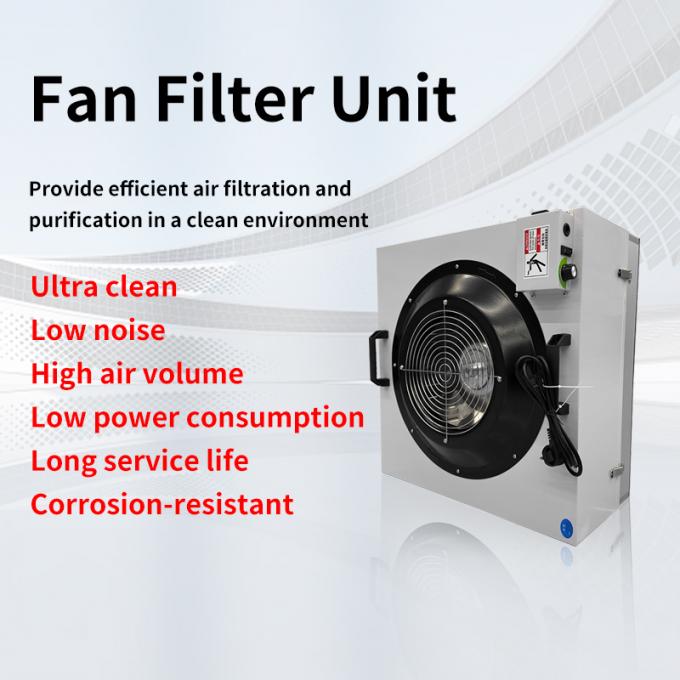 Fan Filter Unit
Provide efficient air filtration and
purification in a clean environment
Ultra clean
Low noise
High air volume
Low power consumption
Long service life
Corrosion-resistant